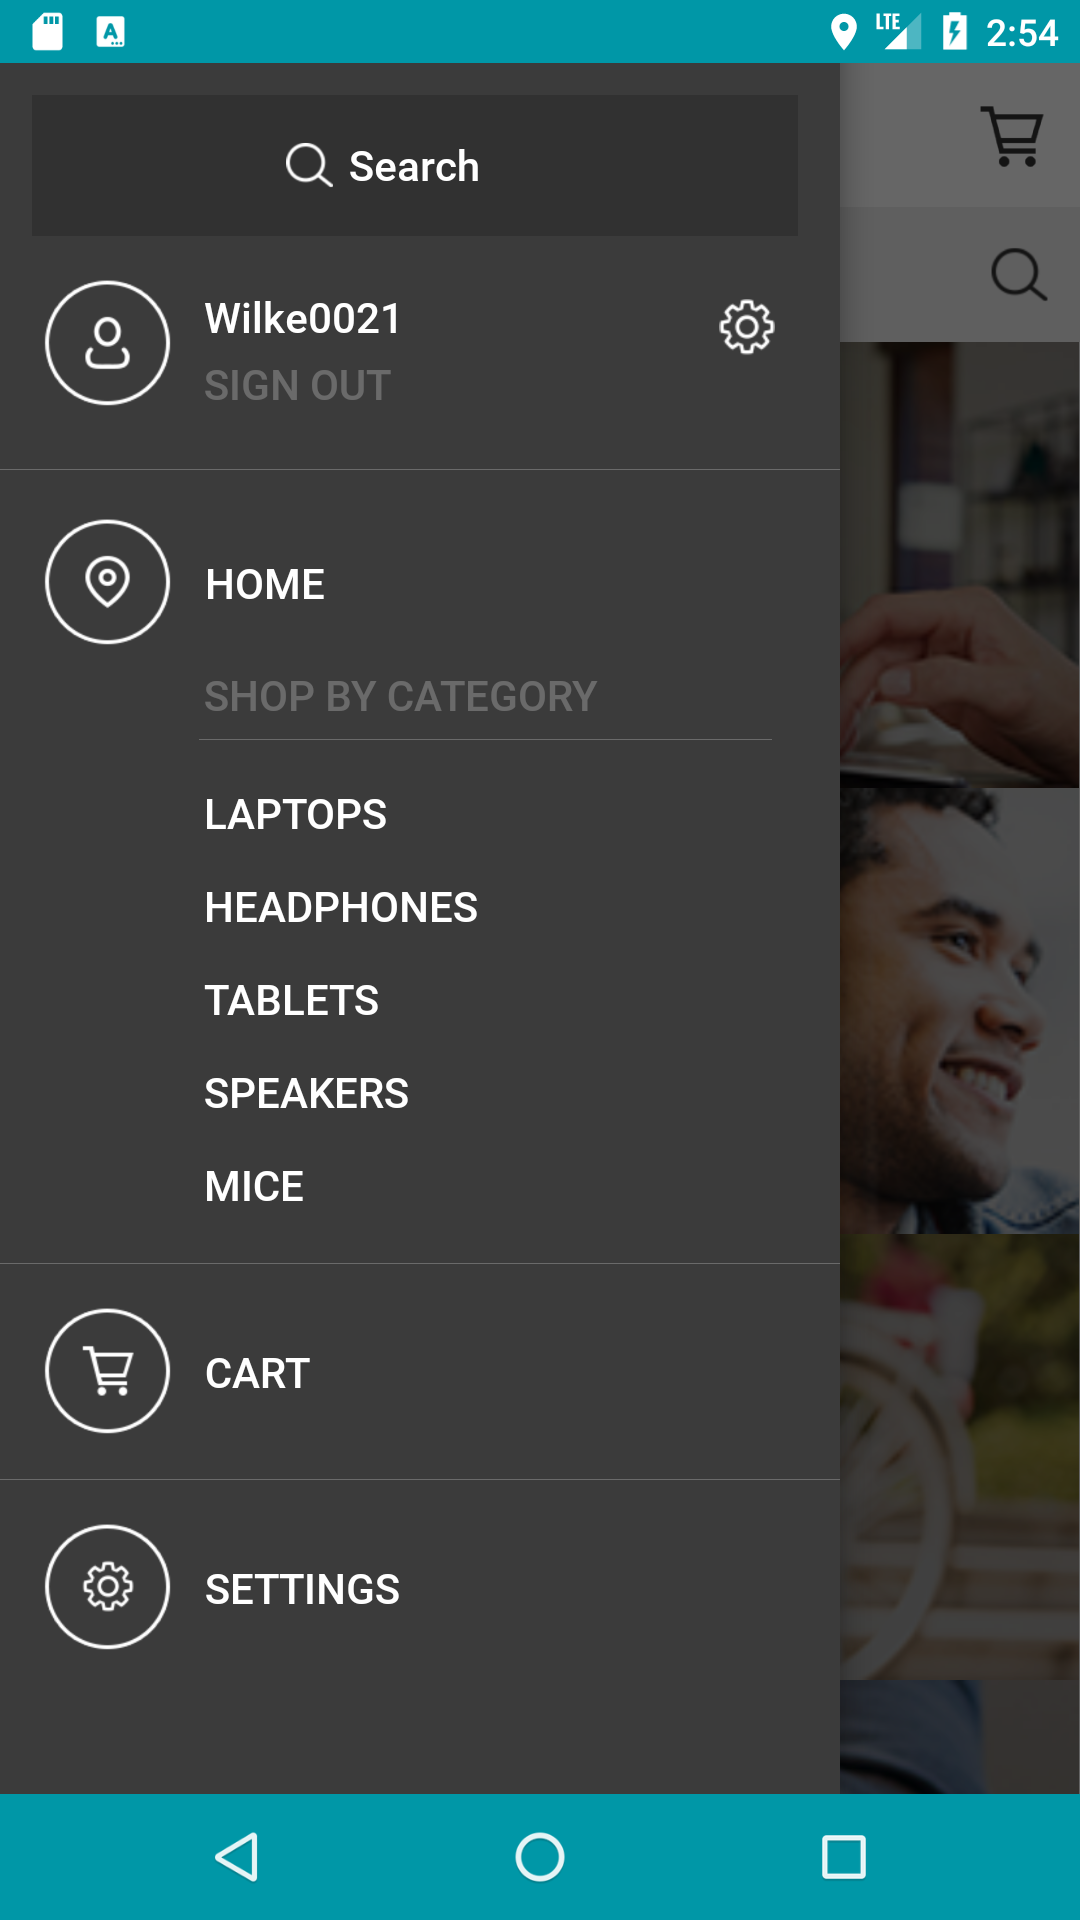 LTE 2:54
Search
Wilke0021
SIGN OUT
HOME
SHOP BY CATEGORY
LAPTOPS
HEADPHONES
TABLETS
SPEAKERS
MICE
CART
SETTINGS